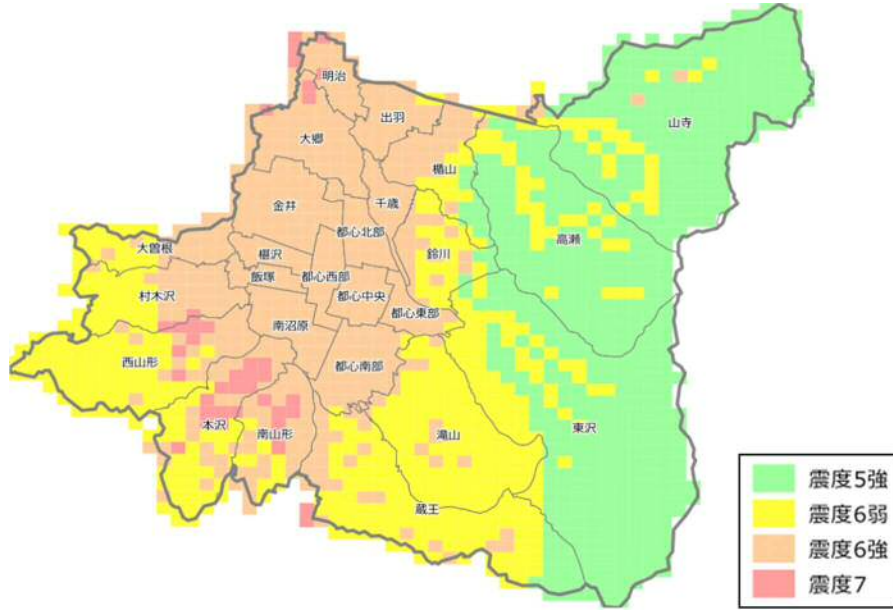 明治
出羽
山寺
大郷
楯山
金井
千歳
都心北部
高瀬
大曽根
椹沢
鈴川
飯塚
都心西部
村木沢
都心中央
都心東部
南沼原
西山形
都心南部
本沢
南山形
滝山
東沢
蔵王
震度5強
震度6弱
震度6強
震度7